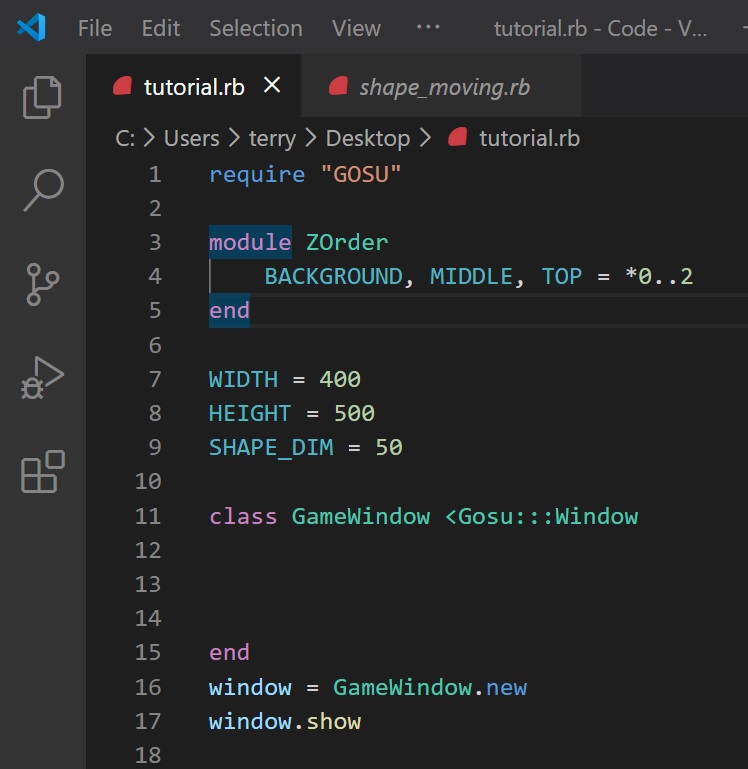 File Edit Selection View ··· tutorial.rb - Code - V...
tutorial.rb × shape_moving.rb
C: > Users > terry > Desktop > tutorial.rb
1 require "GOSU"
2
3 module ZOrder
4 BACKGROUND, MIDDLE, TOP = *0..2
5 end
6
7 WIDTH = 400
8 HEIGHT = 500
9 SHAPE_DIM = 50
10
11 class GameWindow <Gosu:::Window
12
13
14
15 end
16 window = GameWindow.new
17 window.show
18